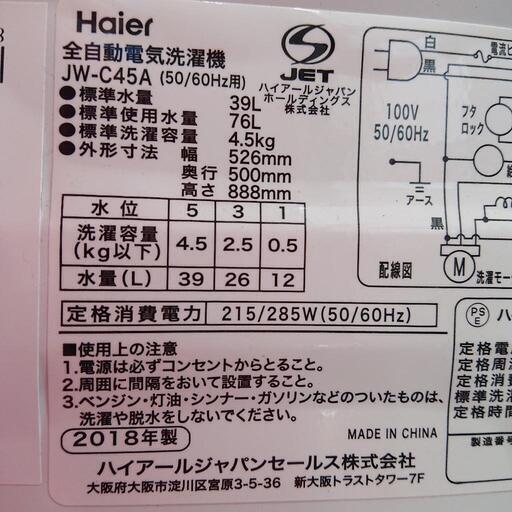 Haier
全自動電気洗濯機
JW-C45A (50/60Hz用)
JET
ハイアールジャパン
ホールディングス
株式会社
●標準水量 39L
●標準使用水量 76L
●標準洗濯容量 4.5kg
●外形寸法 幅 526mm
奥行 500mm
高さ 888mm
水位 5 3 1
洗濯容量
(kg以下) 4.5 2.5 0.5
水量(L) 39 26 12
定格消費電力 215/285W(50/60Hz)
■使用上の注意
1.電源は必ずコンセントからとること。
2.周囲に間隔をおいて設置すること。
3.ベンジン・灯油・シンナー・ガソリンなどのついたものは、
洗濯や脱水をしないでください。
2018年製
MADE IN CHINA
ハイアールジャパンセールス株式会社
大阪府大阪市淀川区宮原3-5-36 新大阪トラストタワー7F
白
黒
電流ヒ
100V
50/60Hz
フタ
ロック
アース
黒
M
洗濯モー
配線図
PS
E
ハイ
定格電
定格周
定格消
標準洗
定格時
製造番号